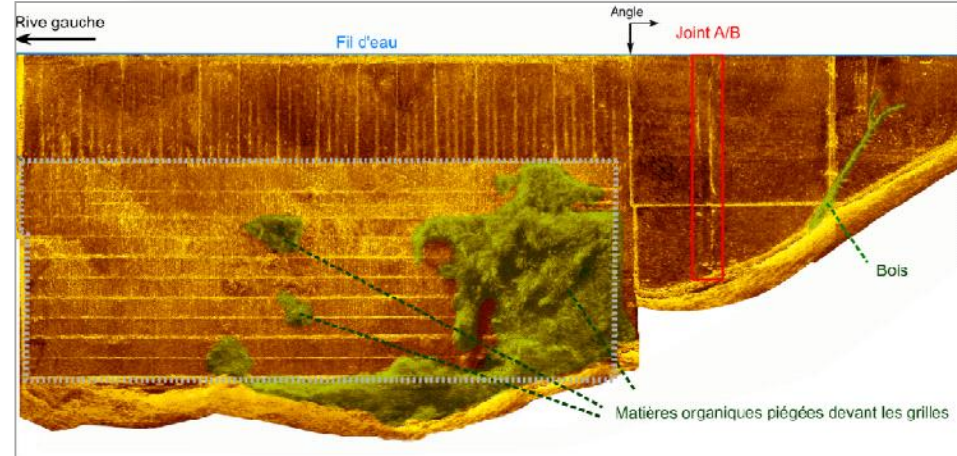 Rive gauche
Fil d'eau
Angle
Joint A/B
Bois
Matières organiques piégées devant les grilles